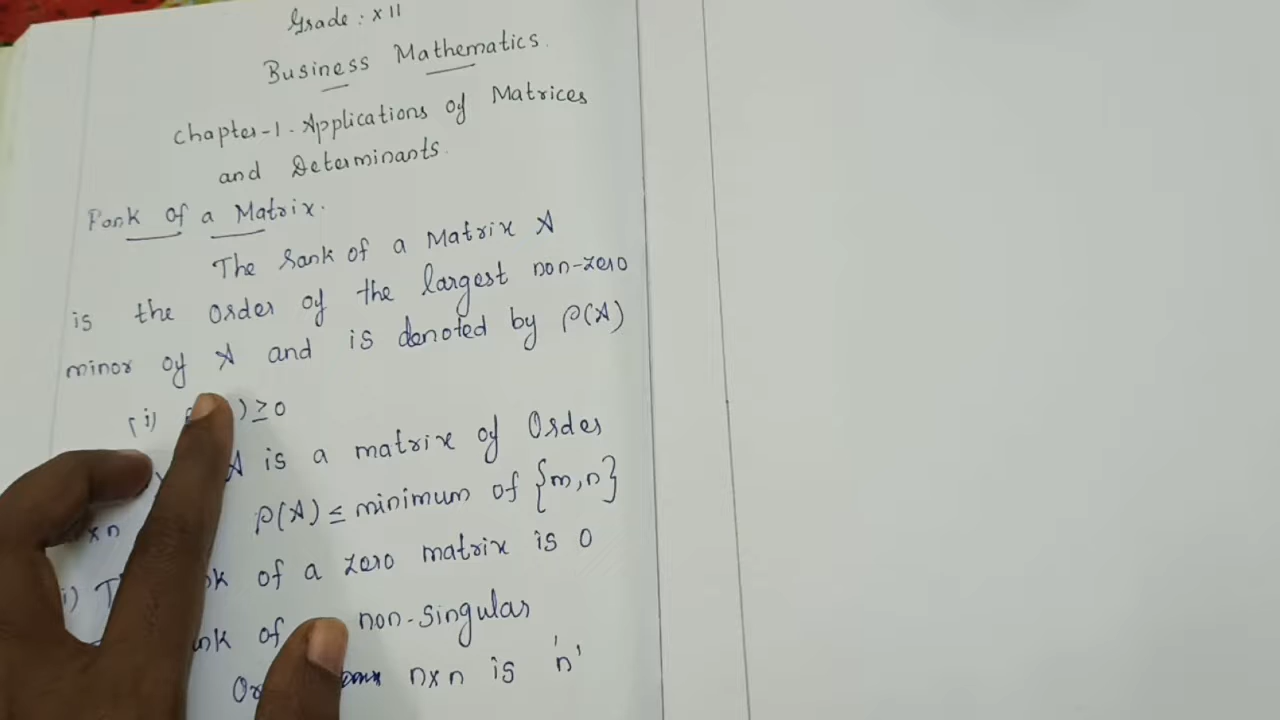 Grade : XII
Business Mathematics.
Chapter-1. Applications of Matrices
and Determinants.
Rank of a Matrix.
The rank of a Matrix A
is the order of the largest non-zero
minor of A and is denoted by ρ(A)
(i) ) ≥ 0
A is a matrix of Order
×n ρ(A) ≤ minimum of {m,n}
of a zero matrix is 0
of non-singular
n×n is 'n'